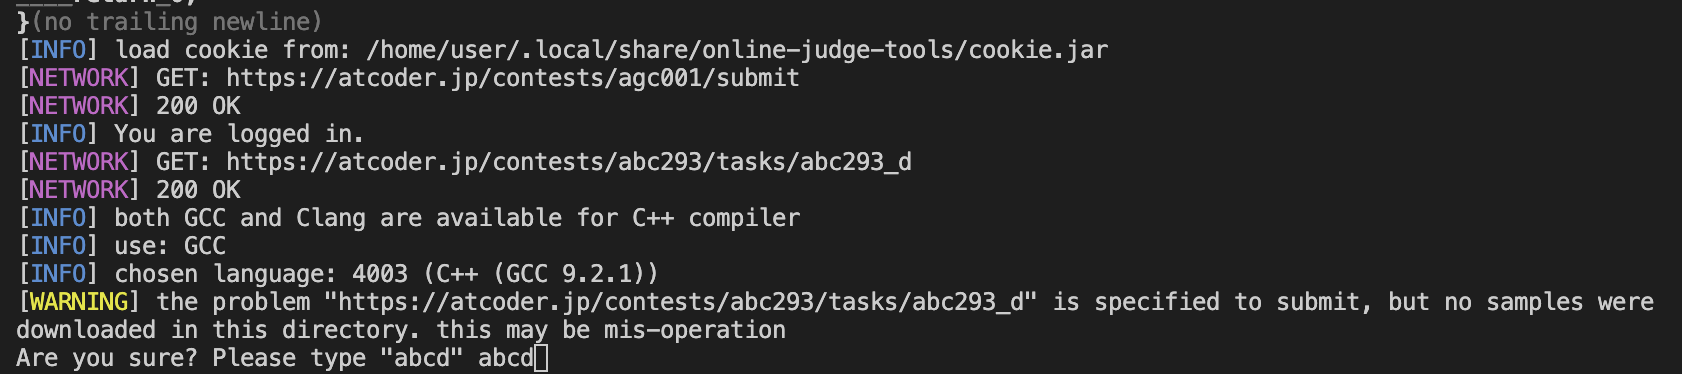 }(no trailing newline)
[INFO] load cookie from: /home/user/.local/share/online-judge-tools/cookie.jar
[NETWORK] GET: https://atcoder.jp/contests/agc001/submit
[NETWORK] 200 OK
[INFO] You are logged in.
[NETWORK] GET: https://atcoder.jp/contests/abc293/tasks/abc293_d
[NETWORK] 200 OK
[INFO] both GCC and Clang are available for C++ compiler
[INFO] use: GCC
[INFO] chosen language: 4003 (C++ (GCC 9.2.1))
[WARNING] the problem "https://atcoder.jp/contests/abc293/tasks/abc293_d" is specified to submit, but no samples were
downloaded in this directory. this may be mis-operation
Are you sure? Please type "abcd" abcd